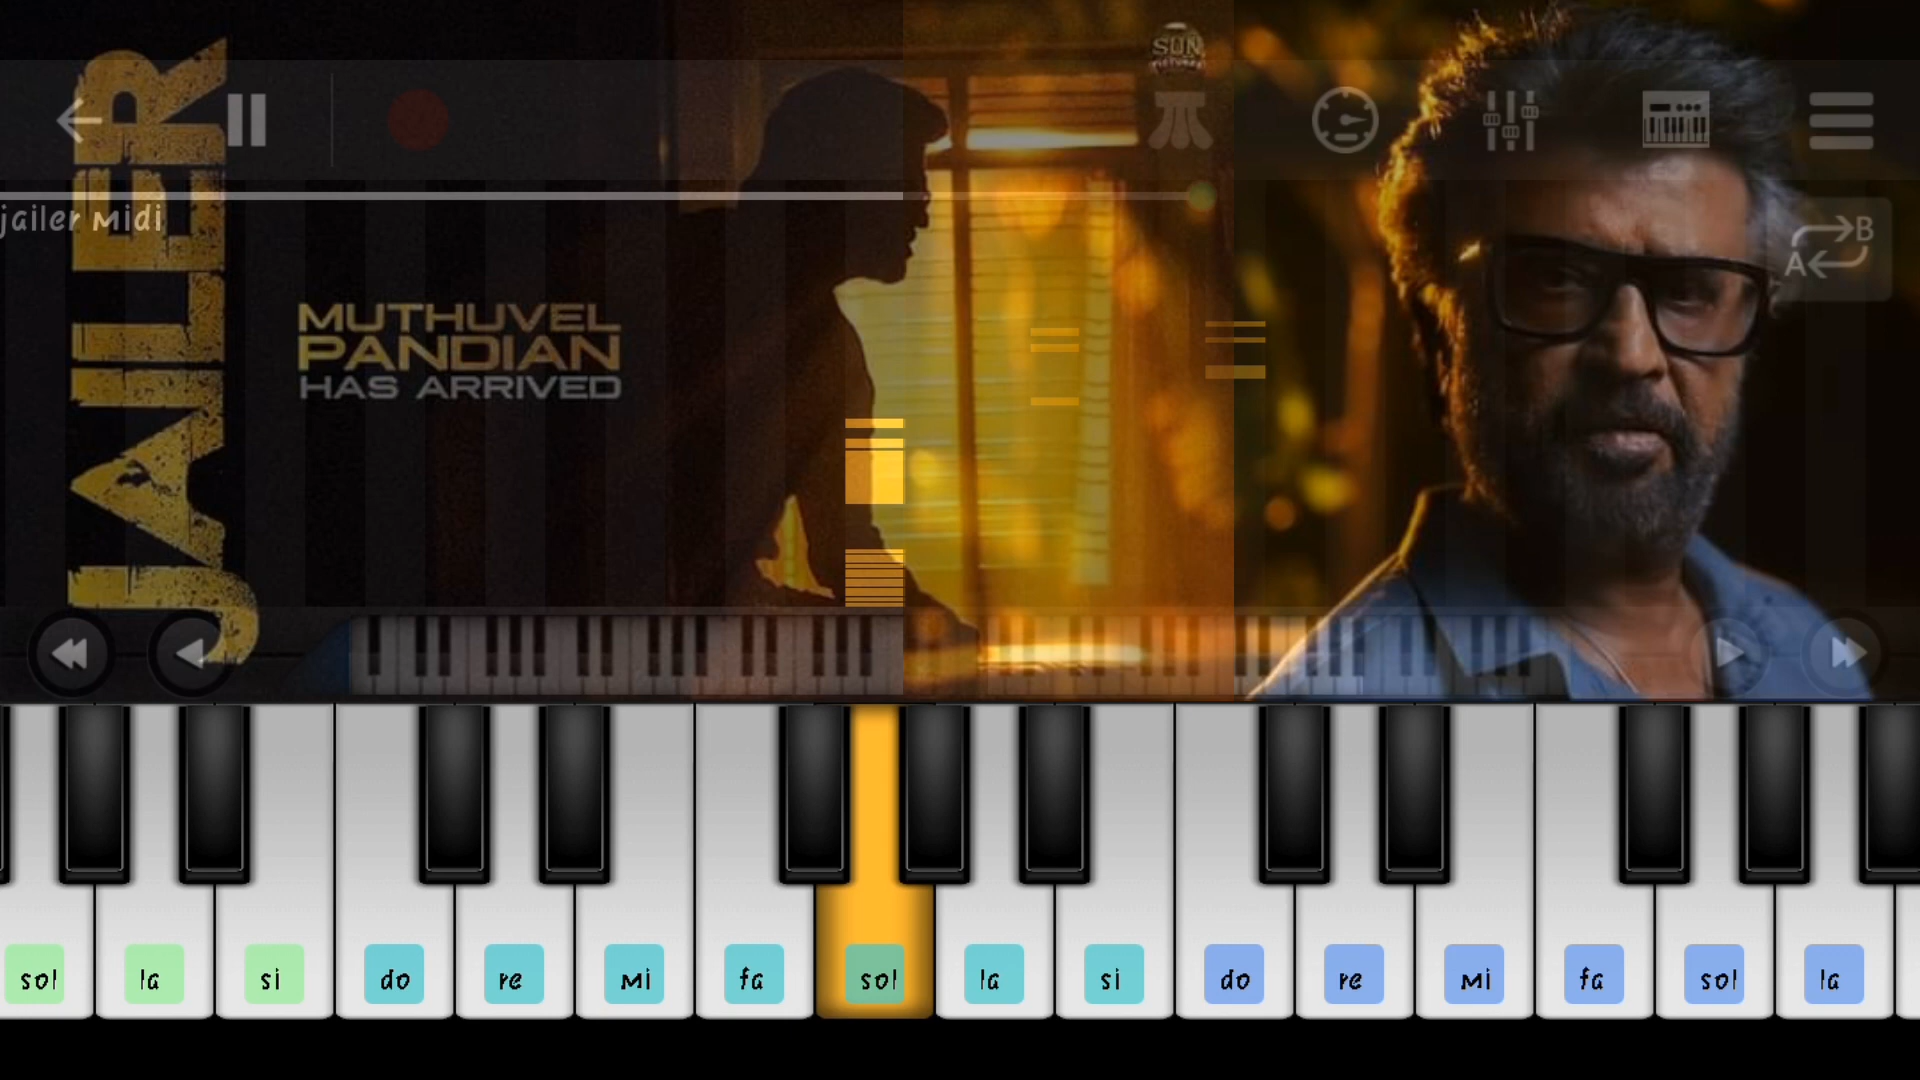 JAILER
SUN
PICTURES
jailer Midi
B
A
MUTHUVEL
PANDIAN
HAS ARRIVED
sol la si do re Mi fa sol la si do re Mi fa sol la